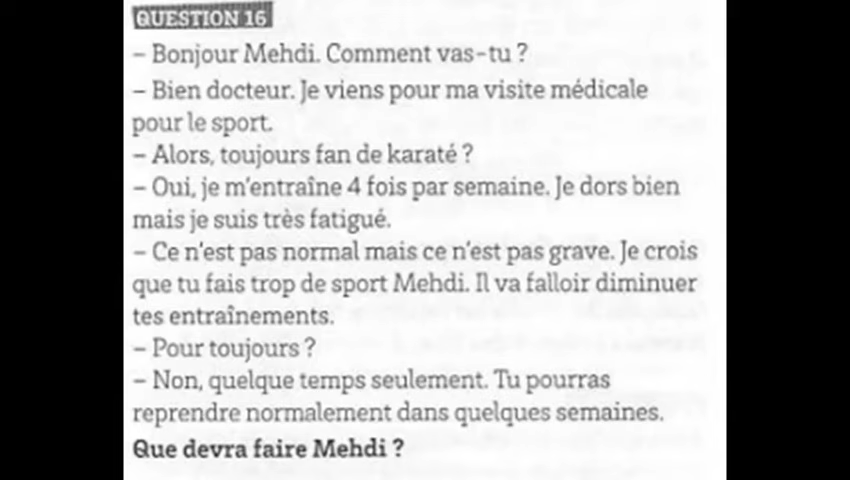 QUESTION 16
– Bonjour Mehdi. Comment vas-tu ?
– Bien docteur. Je viens pour ma visite médicale
pour le sport.
– Alors, toujours fan de karaté ?
– Oui, je m'entraîne 4 fois par semaine. Je dors bien
mais je suis très fatigué.
– Ce n'est pas normal mais ce n'est pas grave. Je crois
que tu fais trop de sport Mehdi. Il va falloir diminuer
tes entraînements.
– Pour toujours ?
– Non, quelque temps seulement. Tu pourras
reprendre normalement dans quelques semaines.
Que devra faire Mehdi ?